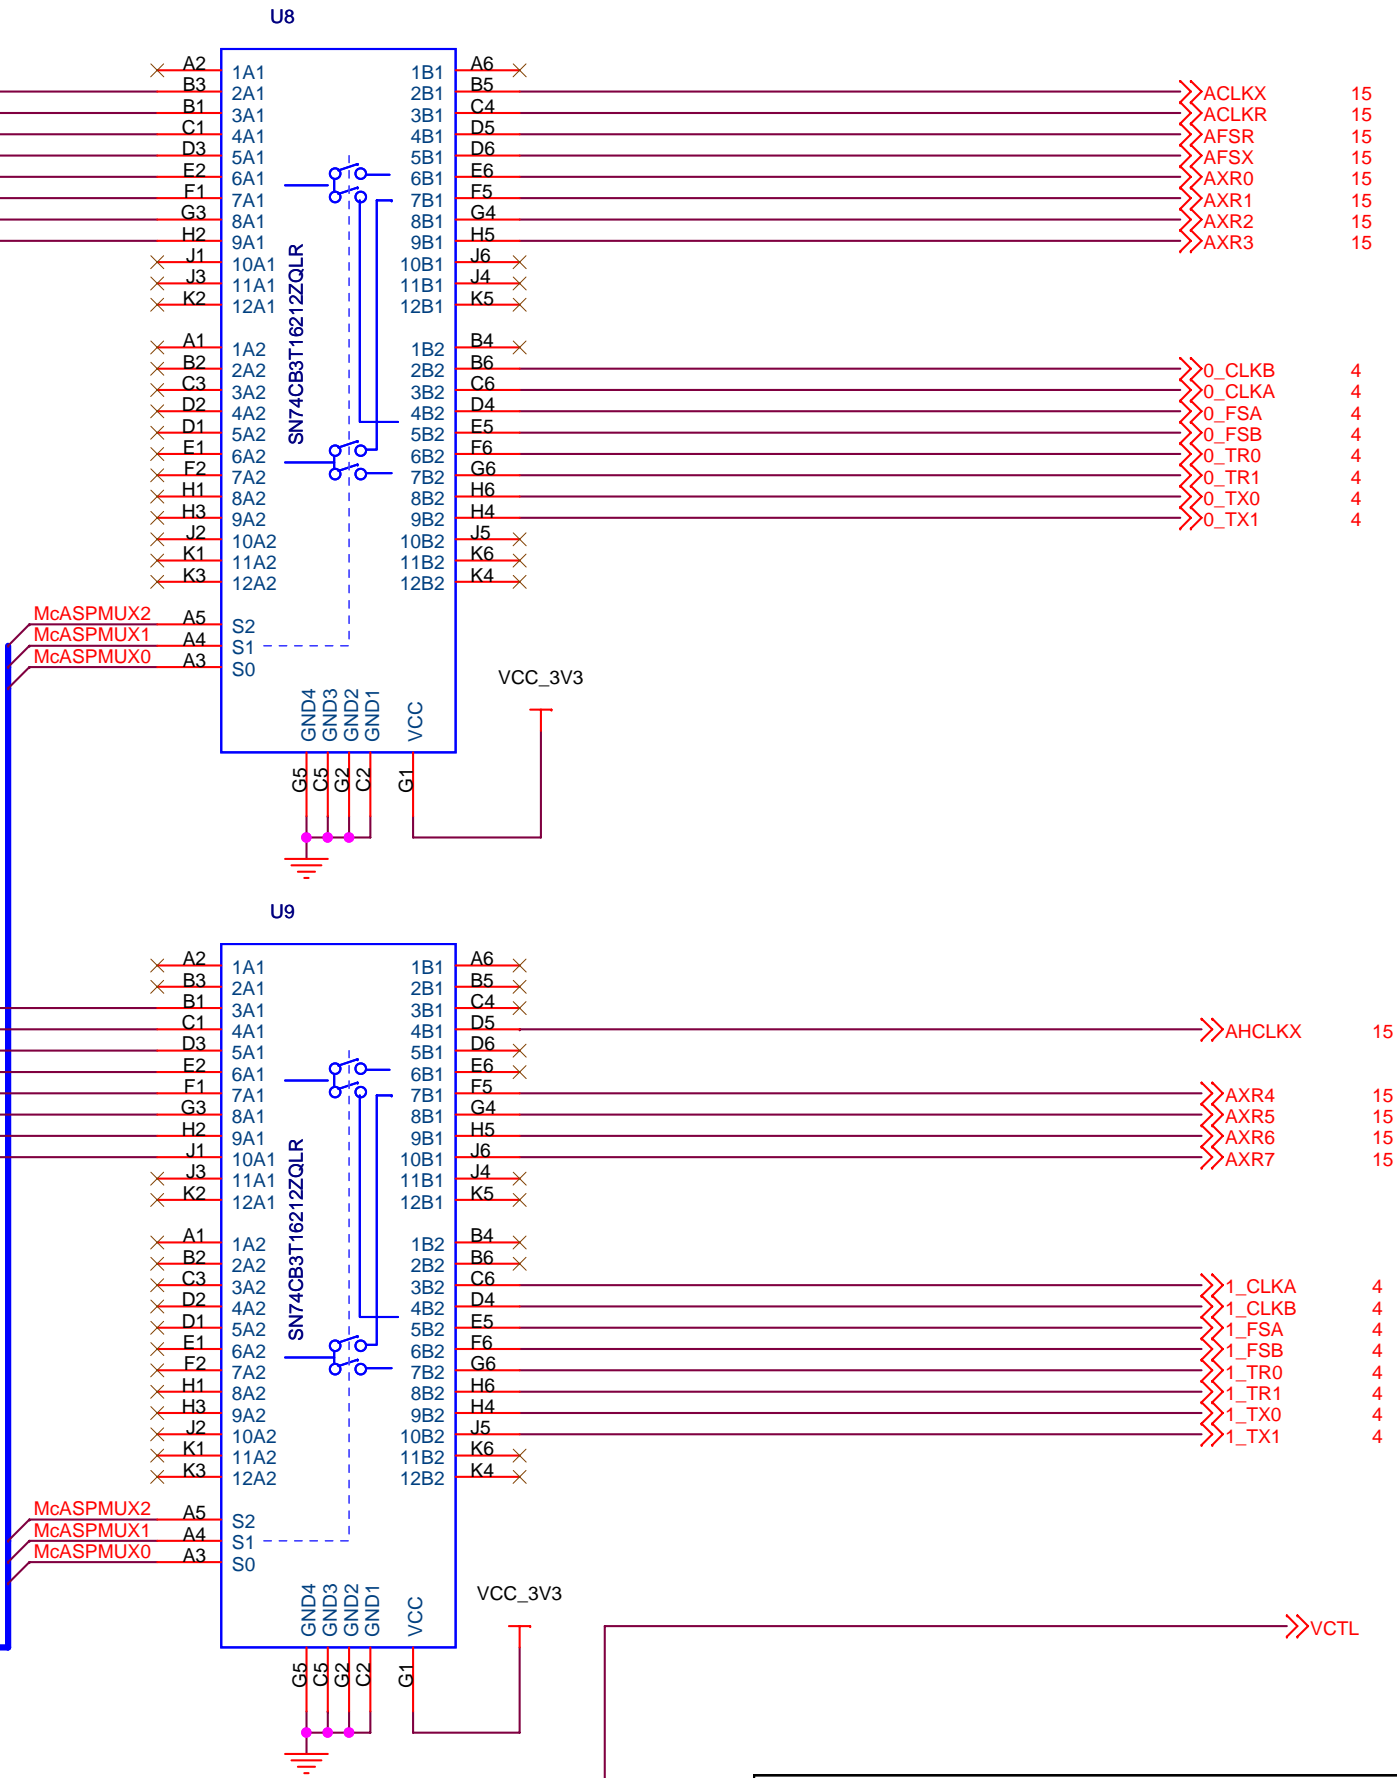 U8
A2 1A1 1B1 A6
B3 2A1 2B1 B5 ACLKX 15
B1 3A1 3B1 C4 ACLKR 15
C1 4A1 4B1 D5 AFSR 15
D3 5A1 5B1 D6 AFSX 15
E2 6A1 6B1 E6 AXR0 15
F1 7A1 7B1 F5 AXR1 15
G3 8A1 8B1 G4 AXR2 15
H2 9A1 9B1 H5 AXR3 15
J1 10A1 10B1 J6
J3 11A1 11B1 J4
K2 12A1 12B1 K5
SN74CB3T16212ZQLR
A1 1A2 1B2 B4
B2 2A2 2B2 B6 0_CLKB 4
C3 3A2 3B2 C6 0_CLKA 4
D2 4A2 4B2 D4 0_FSA 4
D1 5A2 5B2 E5 0_FSB 4
E1 6A2 6B2 F6 0_TR0 4
F2 7A2 7B2 G6 0_TR1 4
H1 8A2 8B2 H6 0_TX0 4
H3 9A2 9B2 H4 0_TX1 4
J2 10A2 10B2 J5
K1 11A2 11B2 K6
K3 12A2 12B2 K4
McASPMUX2 A5 S2
McASPMUX1 A4 S1
McASPMUX0 A3 S0
VCC_3V3
GND4 GND3 GND2 GND1 VCC
G5 C5 G2 C2 G1
U9
A2 1A1 1B1 A6
B3 2A1 2B1 B5
B1 3A1 3B1 C4
C1 4A1 4B1 D5 AHCLKX 15
D3 5A1 5B1 D6
E2 6A1 6B1 E6
F1 7A1 7B1 F5 AXR4 15
G3 8A1 8B1 G4 AXR5 15
H2 9A1 9B1 H5 AXR6 15
J1 10A1 10B1 J6 AXR7 15
J3 11A1 11B1 J4
K2 12A1 12B1 K5
SN74CB3T16212ZQLR
A1 1A2 1B2 B4
B2 2A2 2B2 B6
C3 3A2 3B2 C6 1_CLKA 4
D2 4A2 4B2 D4 1_CLKB 4
D1 5A2 5B2 E5 1_FSA 4
E1 6A2 6B2 F6 1_FSB 4
F2 7A2 7B2 G6 1_TR0 4
H1 8A2 8B2 H6 1_TR1 4
H3 9A2 9B2 H4 1_TX0 4
J2 10A2 10B2 J5 1_TX1 4
K1 11A2 11B2 K6
K3 12A2 12B2 K4
McASPMUX2 A5 S2
McASPMUX1 A4 S1
McASPMUX0 A3 S0
VCC_3V3
GND4 GND3 GND2 GND1 VCC
VCTL
G5 C5 G2 C2 G1